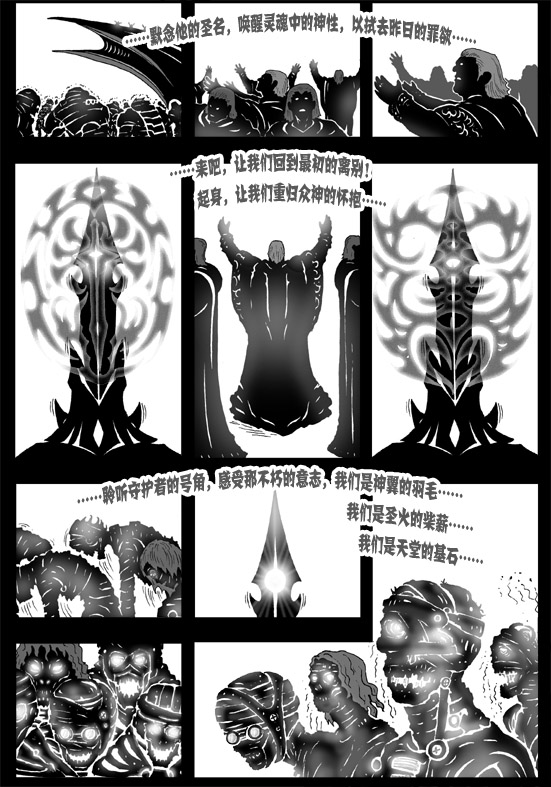 ……默念他的圣名，唤醒灵魂中的神性，以拭去昨日的罪欲……
……来吧，让我们回到最初的离别！
起身，让我们重归众神的怀抱……
……聆听守护者的号角，感受那不朽的意志，我们是神翼的羽毛……
我们是圣火的柴薪……
我们是天堂的基石……